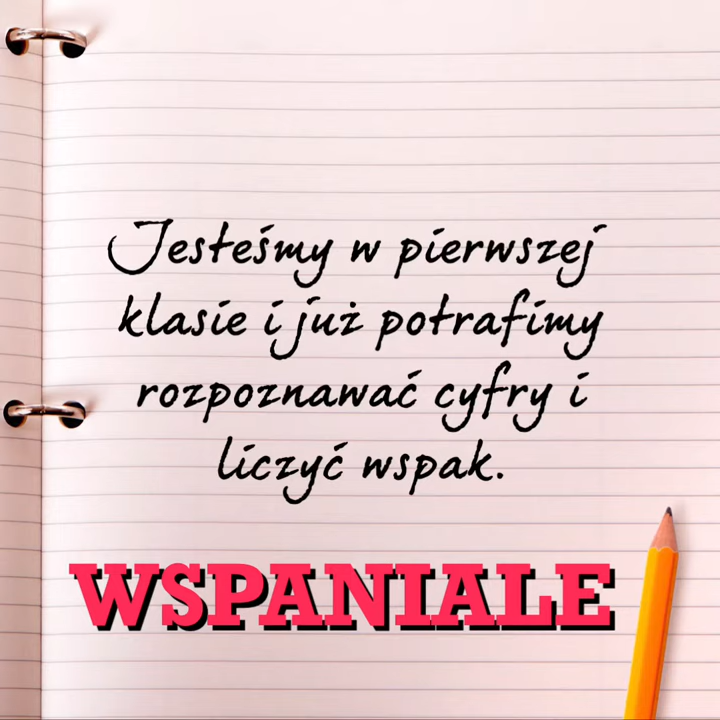 Jesteśmy w pierwszej
klasie i już potrafimy
rozpoznawać cyfry i
liczyć wspak.
WSPANIALE